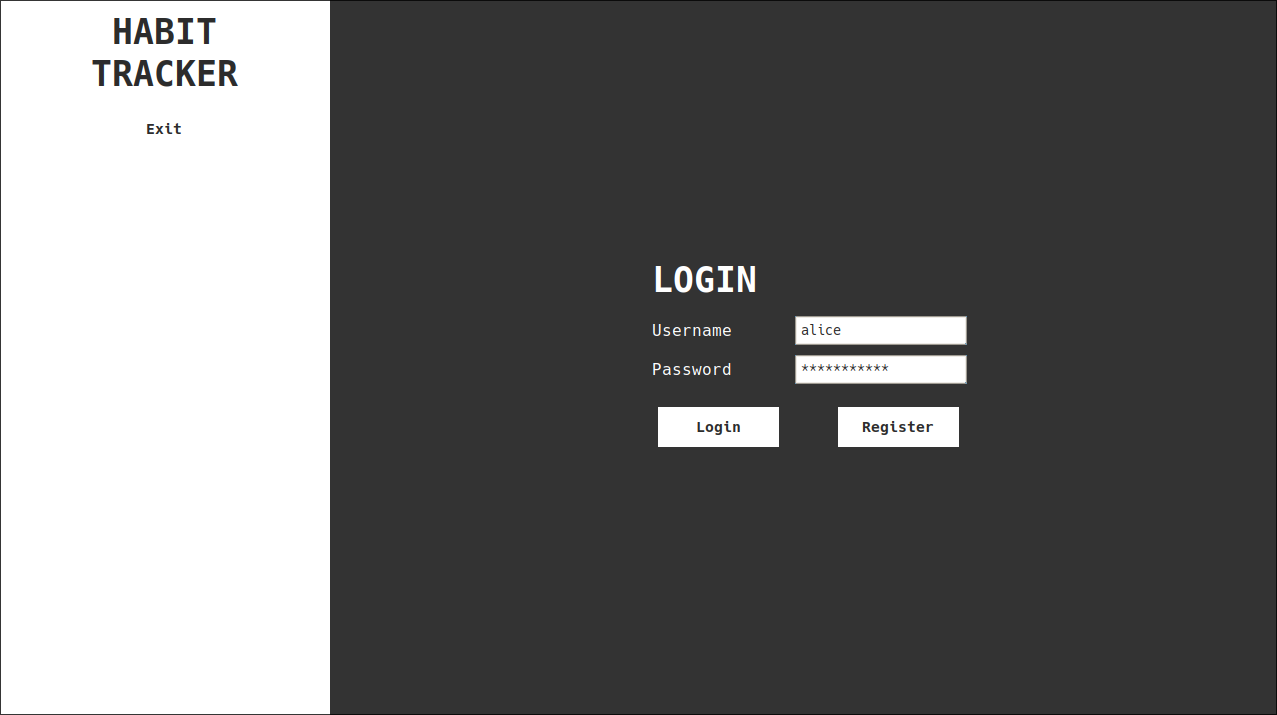 HABIT
TRACKER
Exit
LOGIN
Username alice
Password ***********
Login Register